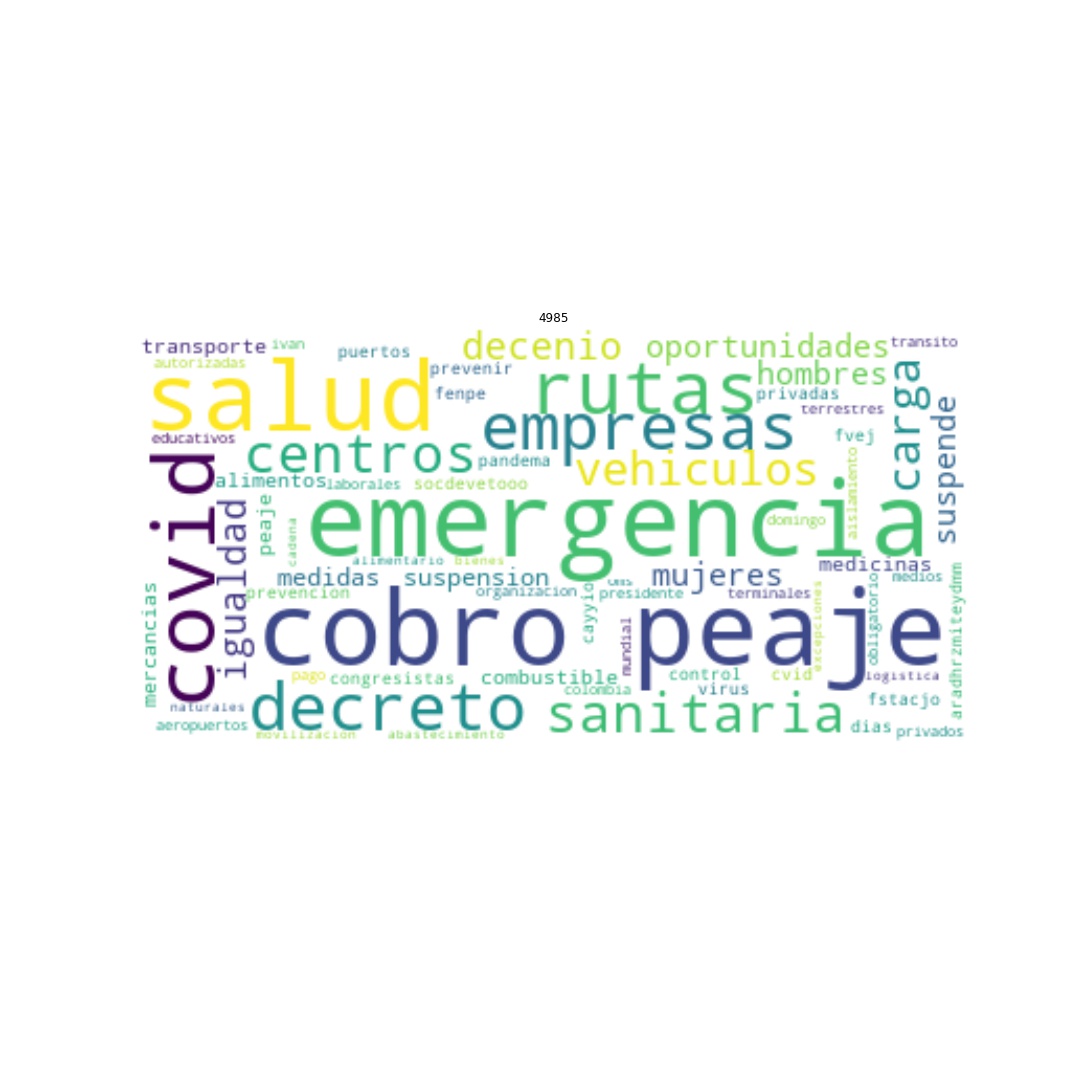 4985
transporte
ivan
puertos
decenio
oportunidades
transito
autorizadas
salud
prevenir
rutas
hombres
carga
fenpe
privadas
suspende
educativos
empresas
terrestres
centros
pandema
fvej
covid
vehiculos
aislamiento
alimentos
laborales
socdevetooo
igualdad
peaje
cadena
emergencia
domingo
alimentario
bienes
medicinas
medidas
suspension
oms
mujeres
medios
mercancias
prevencion
organizacion
cayyio
presidente
terminales
excepciones
obligatorio
aradhrzmiteydmm
cobro peaje
mundial
pago
congresistas
combustible
control
cvid
logistica
colombia
virus
naturales
decreto
sanitaria
fstacjo
aeropuertos
dias
privados
movilizacion
abastecimiento